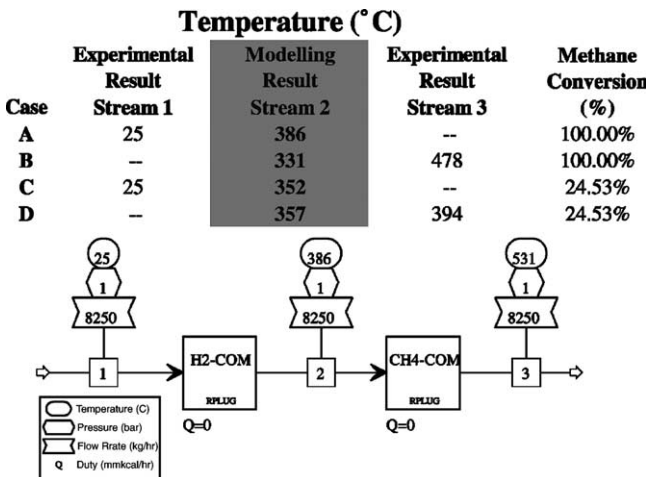 Temperature (°C)
Experimental Modelling Experimental Methane
Result Result Result Conversion
Case Stream 1 Stream 2 Stream 3 (%)
A 25 386 -- 100.00%
B -- 331 478 100.00%
C 25 352 -- 24.53%
D -- 357 394 24.53%
25 386 531
1 1 1
8250 8250 8250
1 H2-COM 2 CH4-COM 3
RPLUG RPLUG
Q=0 Q=0
Temperature (C)
Pressure (bar)
Flow Rrate (kg/hr)
Q Duty (mmkcal/hr)